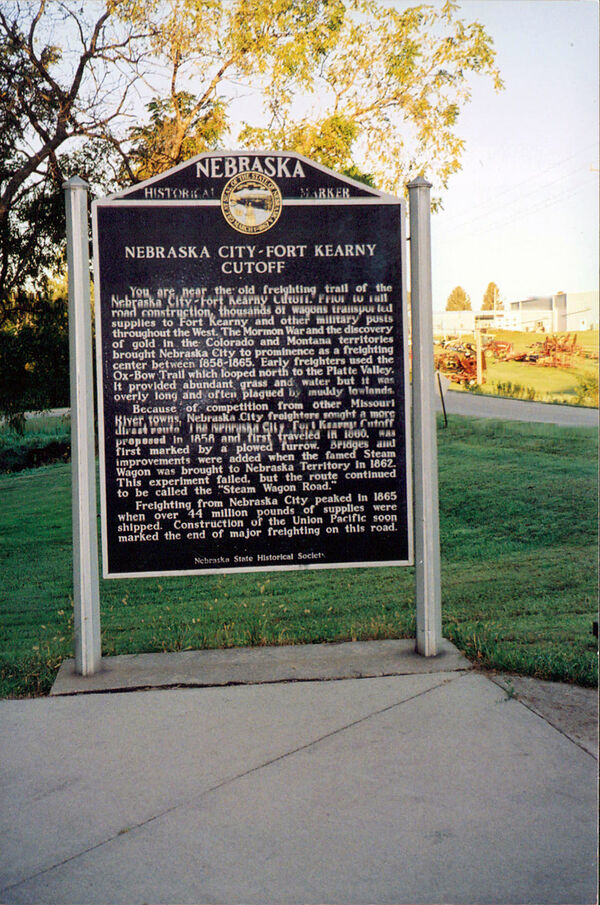 NEBRASKA
HISTORICAL MARKER
SEAL OF THE STATE OF
NEBRASKA CITY-FORT KEARNY
CUTOFF
You are near the old freighting trail of the
Nebraska City-Fort Kearny Cutoff. Prior to rail
road construction, thousands of wagons transported
supplies to Fort Kearny and other military posts
throughout the West. The Mormon War and the discovery
of gold in the Colorado and Montana territories
brought Nebraska City to prominence as a freighting
center between 1858-1865. Early freighters used the
Ox-Bow Trail which looped north to the Platte Valley.
It provided abundant grass and water but it was
overly long and often plagued by muddy lowlands.
Because of competition from other Missouri
River towns, Nebraska City freighters sought a more
direct route. The Nebraska City-Fort Kearny Cutoff,
proposed in 1858 and first traveled in 1860, was
first marked by a plowed furrow. Bridges and
improvements were added when the famed Steam
Wagon was brought to Nebraska Territory in 1862.
This experiment failed, but the route continued
to be called the "Steam Wagon Road."
Freighting from Nebraska City peaked in 1865
when over 44 million pounds of supplies were
shipped. Construction of the Union Pacific soon
marked the end of major freighting on this road.
Nebraska State Historical Society